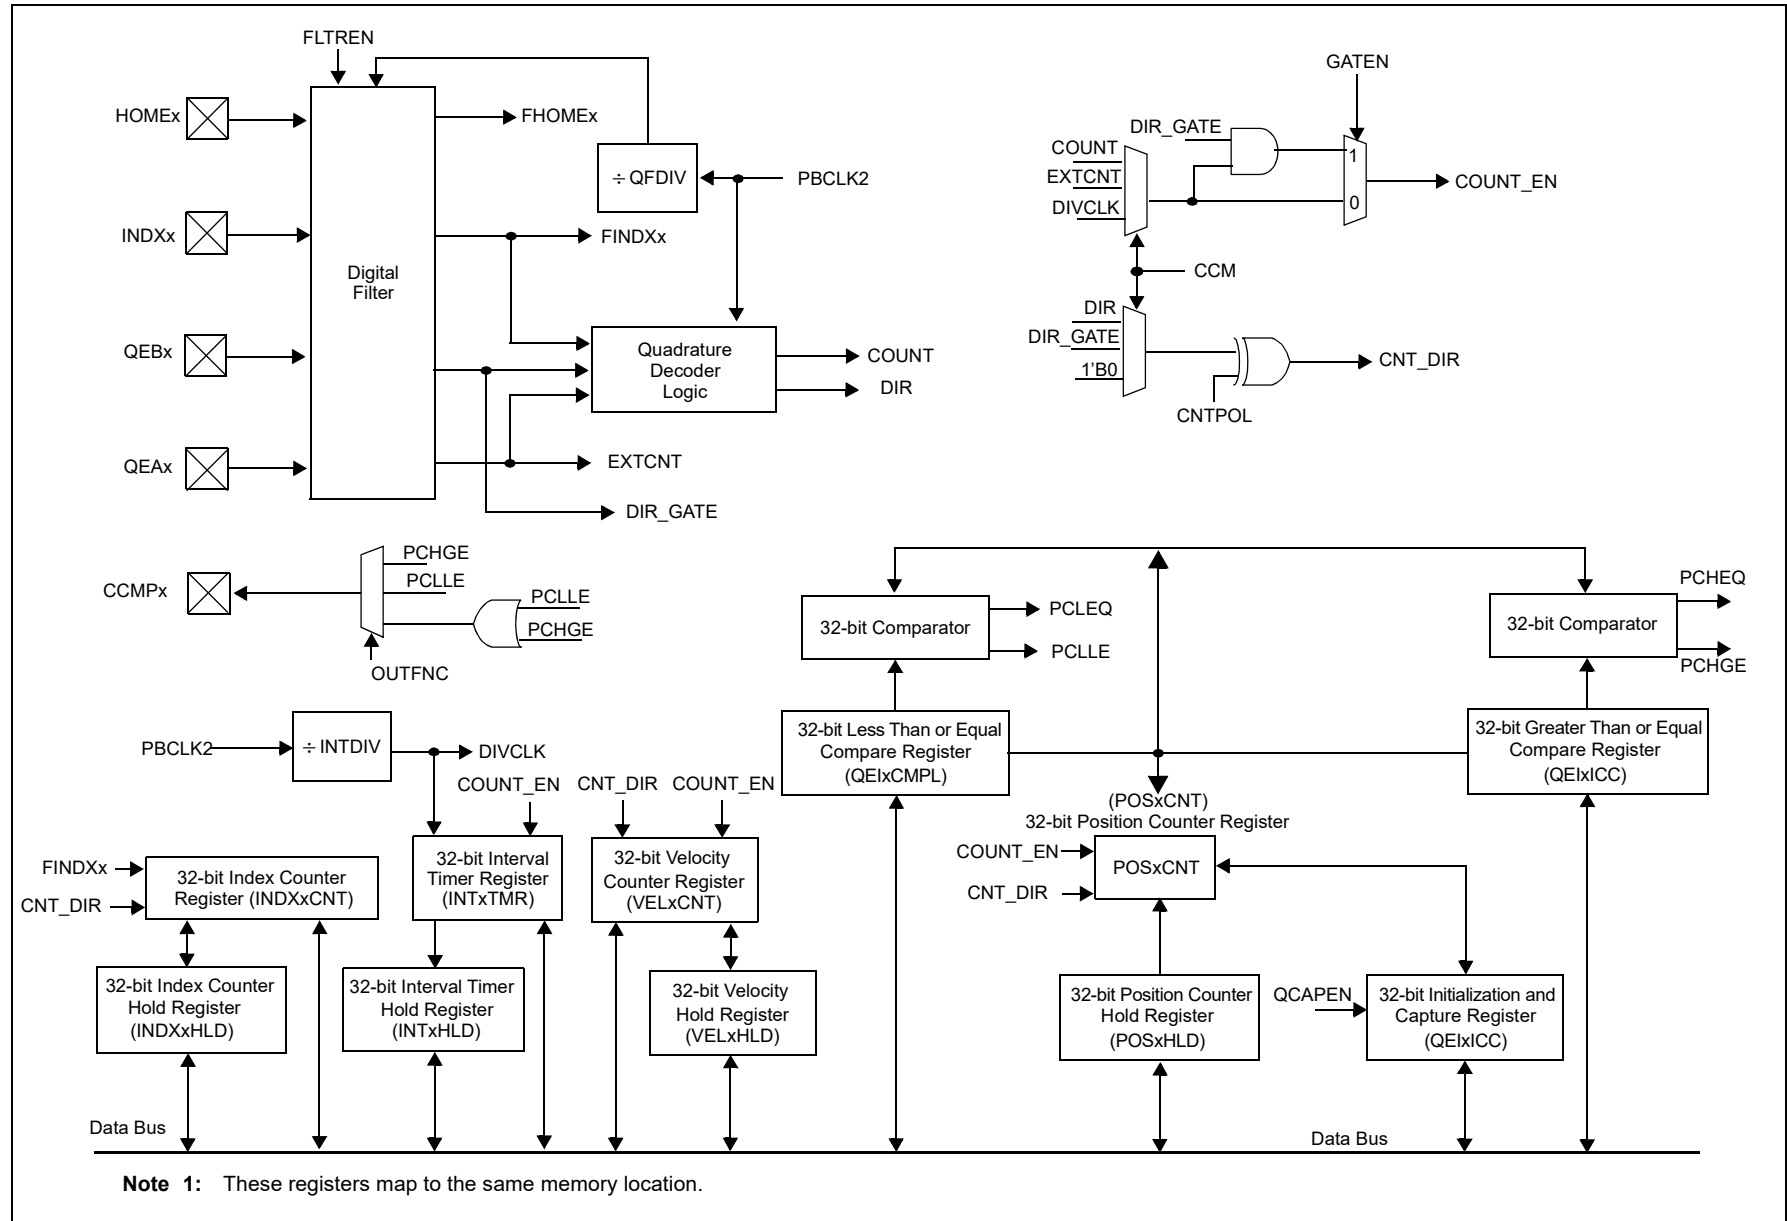 FLTREN
HOMEx
FHOMEx
÷ QFDIV
PBCLK2
INDXx
FINDXx
Digital
Filter
QEBx
Quadrature
Decoder
Logic
COUNT
DIR
QEAx
EXTCNT
DIR_GATE
GATEN
DIR_GATE
COUNT
EXTCNT
DIVCLK
1
0
COUNT_EN
CCM
DIR
DIR_GATE
1'B0
CNT_DIR
CNTPOL
CCMPx
PCHGE
PCLLE
PCLLE
PCHGE
OUTFNC
32-bit Comparator
PCLEQ
PCLLE
32-bit Comparator
PCHEQ
PCHGE
PBCLK2
÷ INTDIV
DIVCLK
COUNT_EN
CNT_DIR
COUNT_EN
32-bit Less Than or Equal
Compare Register
(QEIxCMPL)
32-bit Greater Than or Equal
Compare Register
(QEIxICC)
(POSxCNT)
32-bit Position Counter Register
COUNT_EN
CNT_DIR
POSxCNT
FINDXx
CNT_DIR
32-bit Index Counter
Register (INDXxCNT)
32-bit Interval
Timer Register
(INTxTMR)
32-bit Velocity
Counter Register
(VELxCNT)
32-bit Index Counter
Hold Register
(INDXxHLD)
32-bit Interval Timer
Hold Register
(INTxHLD)
32-bit Velocity
Hold Register
(VELxHLD)
32-bit Position Counter
Hold Register
(POSxHLD)
QCAPEN
32-bit Initialization and
Capture Register
(QEIxICC)
Data Bus
Data Bus
Note 1: These registers map to the same memory location.